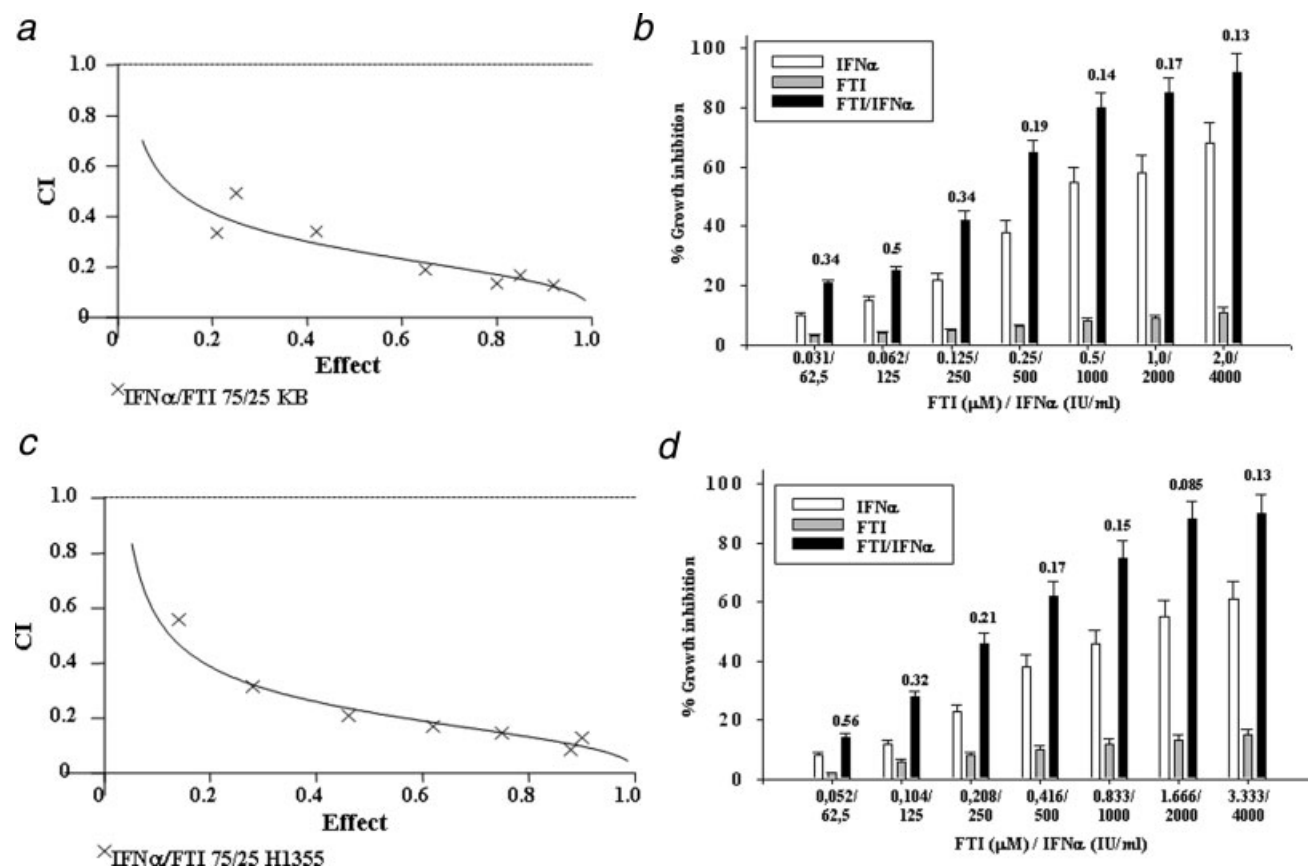 a
1.0
0.8
0.6
0.4
0.2
0
CI
0
0.2
0.4
0.6
0.8
1.0
Effect
IFNα/FTI 75/25 KB
b
100
80
60
40
20
0
% Growth inhibition
IFNα
FTI
FTI/IFNα
0.34
0.5
0.34
0.19
0.14
0.17
0.13
0.031/ 0.062/ 0.125/ 0.25/ 0.5/ 1,0/ 2,0/
62,5 125 250 500 1000 2000 4000
FTI (μM) / IFNα (IU/ml)
c
1.0
0.8
0.6
0.4
0.2
0
CI
0
0.2
0.4
0.6
0.8
1.0
Effect
IFNα/FTI 75/25 H1355
d
100
80
60
40
20
0
% Growth inhibition
IFNα
FTI
FTI/IFNα
0.56
0.32
0.21
0.17
0.15
0.085
0.13
0,052/ 0,104/ 0,208/ 0,416/ 0.833/ 1.666/ 3.333/
62,5 125 250 500 1000 2000 4000
FTI (μM) / IFNα (IU/ml)